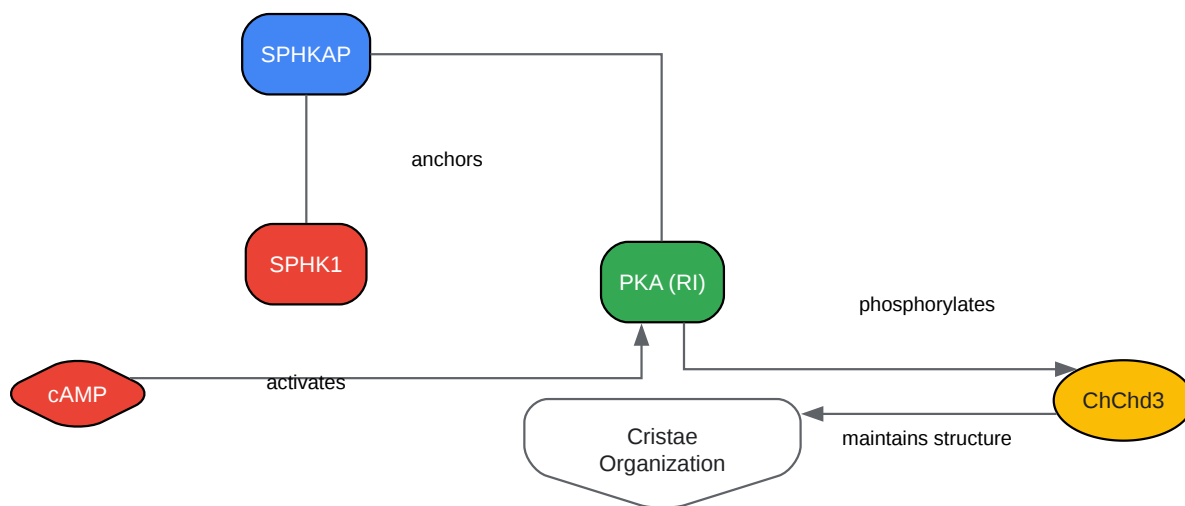 SPHKAP
anchors
SPHK1
PKA (RI)
phosphorylates
activates
cAMP
ChChd3
Cristae
Organization
maintains structure